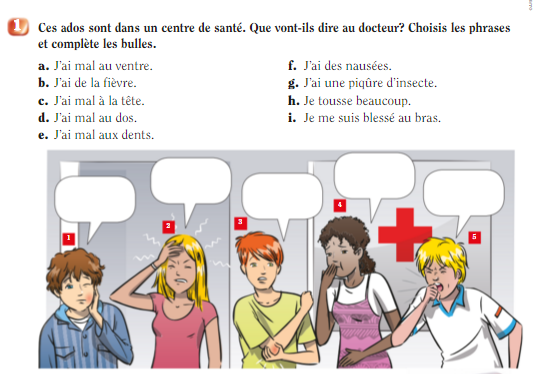 1 Ces ados sont dans un centre de santé. Que vont-ils dire au docteur? Choisis les phrases
et complète les bulles.
a. J'ai mal au ventre.
b. J'ai de la fièvre.
c. J'ai mal à la tête.
d. J'ai mal au dos.
e. J'ai mal aux dents.
f. J'ai des nausées.
g. J'ai une piqûre d'insecte.
h. Je tousse beaucoup.
i. Je me suis blessé au bras.
1
2
3
4
5